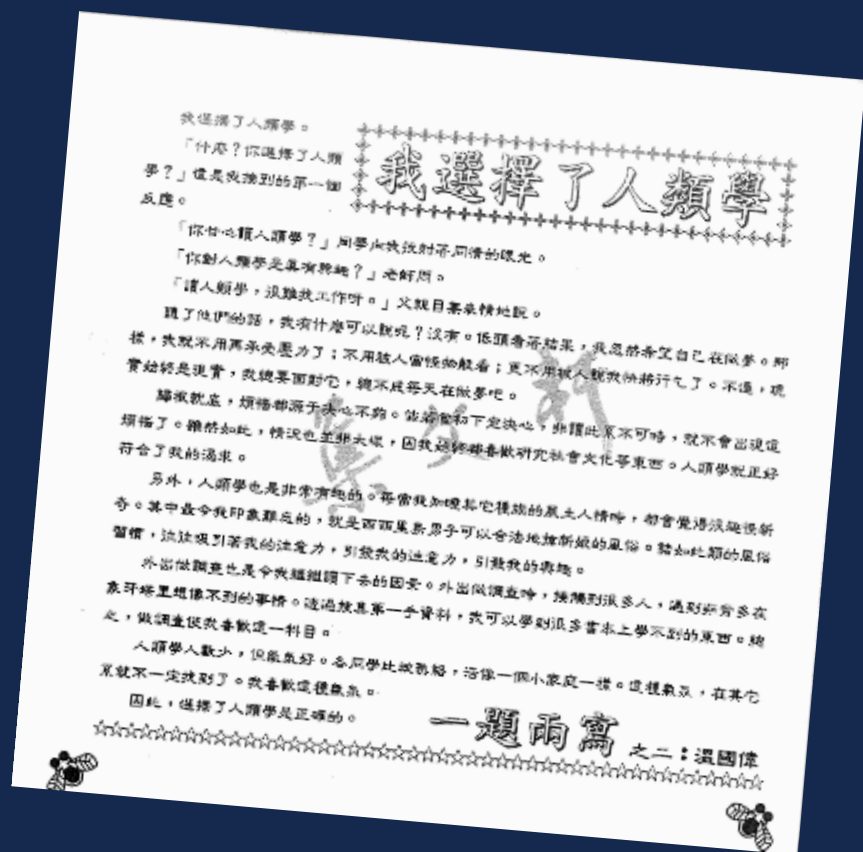 我選擇了人類學
我選擇了人類學。
「什麼?你選擇了人類
學?」這是我接到的第一個
反應。
「你甘心讀人類學?」同學向我投射著同情的眼光。
「你對人類學是真有興趣?」老師問。
「讀人類學,很難找工作呀。」父親目無表情地說。
聽了他們的話,我有什麼可以說呢?沒有。低頭看著結果,我忽然希望自己在做夢。那
樣,我就不用再承受壓力了;不用被人當怪物般看;更不用被人說我快將行乞了。不過,現
實始終是現實,我總要面對它,總不成每天在做夢吧。
歸根就底,煩惱都源于決心不夠。倘若當初下定決心,非讀此系不可時,就不會出現這
煩惱了。雖然如此,情況也並非太壞,因我始終都喜歡研究社會文化等東西。人類學就正好
符合了我的渴求。
另外,人類學也是非常有趣的。每當我知曉其它種族的風土人情時,都會覺得很趣怪新
奇。其中最令我印象難忘的,就是西西里島男子可以合法地搶新娘的風俗。諸如此類的風俗
習慣,往往吸引著我的注意力,引發我的注意力,引發我的興趣。
外出做調查也是令我繼續讀下去的因素。外出做調查時,接觸到很多人,遇到許多在
象牙塔里想像不到的事情。透過搜集第一手資料,我可以學到很多書本上學不到的東西。總
之,做調查使我喜歡這一科目。
人類學人數少,但氣氛好。各同學比較熟絡,活像一個小家庭一樣。這種氣氛,在其它
系就不一定找到了。我喜歡這種氣氛。
因此,選擇了人類學是正確的。
一題兩寫 之二:溫國偉